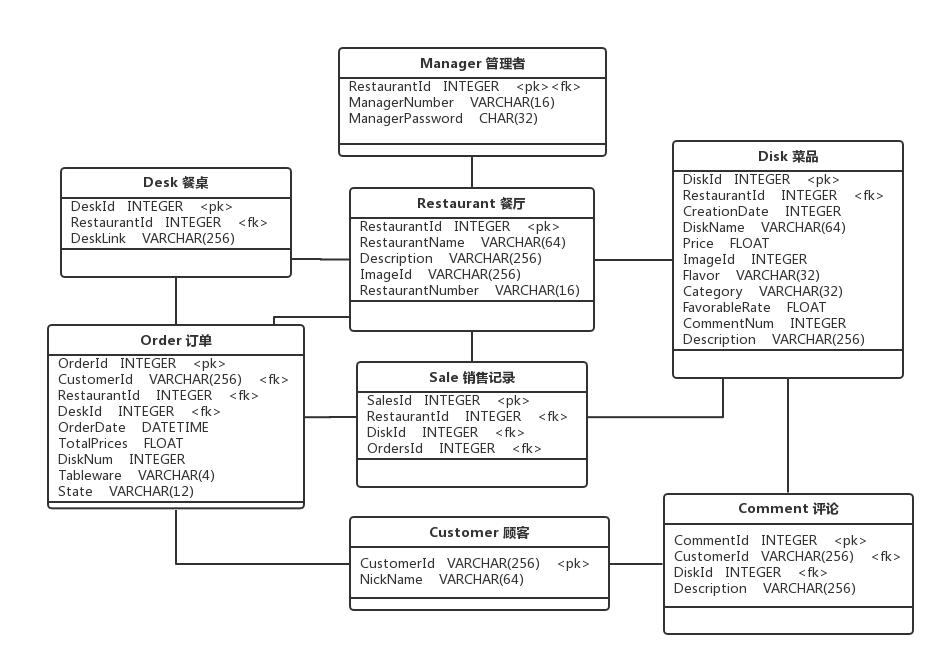 Manager 管理者
RestaurantId INTEGER <pk><fk>
ManagerNumber VARCHAR(16)
ManagerPassword CHAR(32)
Desk 餐桌
DeskId INTEGER <pk>
RestaurantId INTEGER <fk>
DeskLink VARCHAR(256)
Restaurant 餐厅
RestaurantId INTEGER <pk>
RestaurantName VARCHAR(64)
Description VARCHAR(256)
ImageId VARCHAR(256)
RestaurantNumber VARCHAR(16)
Disk 菜品
DiskId INTEGER <pk>
RestaurantId INTEGER <fk>
CreationDate INTEGER
DiskName VARCHAR(64)
Price FLOAT
ImageId INTEGER
Flavor VARCHAR(32)
Category VARCHAR(32)
FavorableRate FLOAT
CommentNum INTEGER
Description VARCHAR(256)
Order 订单
OrderId INTEGER <pk>
CustomerId VARCHAR(256) <fk>
RestaurantId INTEGER <fk>
DeskId INTEGER <fk>
OrderDate DATETIME
TotalPrices FLOAT
DiskNum INTEGER
Tableware VARCHAR(4)
State VARCHAR(12)
Sale 销售记录
SalesId INTEGER <pk>
RestaurantId INTEGER <fk>
DiskId INTEGER <fk>
OrdersId INTEGER <fk>
Customer 顾客
CustomerId VARCHAR(256) <pk>
NickName VARCHAR(64)
Comment 评论
CommentId INTEGER <pk>
CustomerId VARCHAR(256) <fk>
DiskId INTEGER <fk>
Description VARCHAR(256)